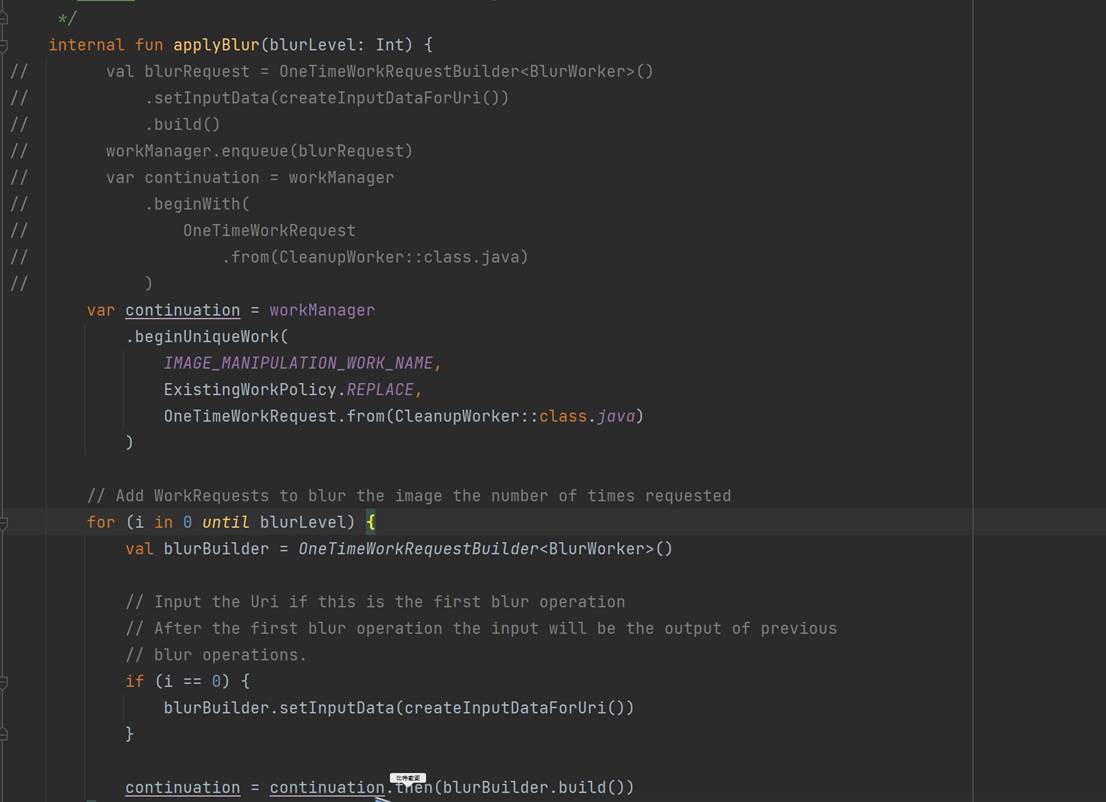 */
internal fun applyBlur(blurLevel: Int) {
//        val blurRequest = OneTimeWorkRequestBuilder<BlurWorker>()
//            .setInputData(createInputDataForUri())
//            .build()
//        workManager.enqueue(blurRequest)
//        var continuation = workManager
//            .beginWith(
//                OneTimeWorkRequest
//                    .from(CleanupWorker::class.java)
//            )
var continuation = workManager
.beginUniqueWork(
IMAGE_MANIPULATION_WORK_NAME,
ExistingWorkPolicy.REPLACE,
OneTimeWorkRequest.from(CleanupWorker::class.java)
)
// Add WorkRequests to blur the image the number of times requested
for (i in 0 until blurLevel) {
val blurBuilder = OneTimeWorkRequestBuilder<BlurWorker>()
// Input the Uri if this is the first blur operation
// After the first blur operation the input will be the output of previous
// blur operations.
if (i == 0) {
blurBuilder.setInputData(createInputDataForUri())
}
continuation = continuation.then(blurBuilder.build())